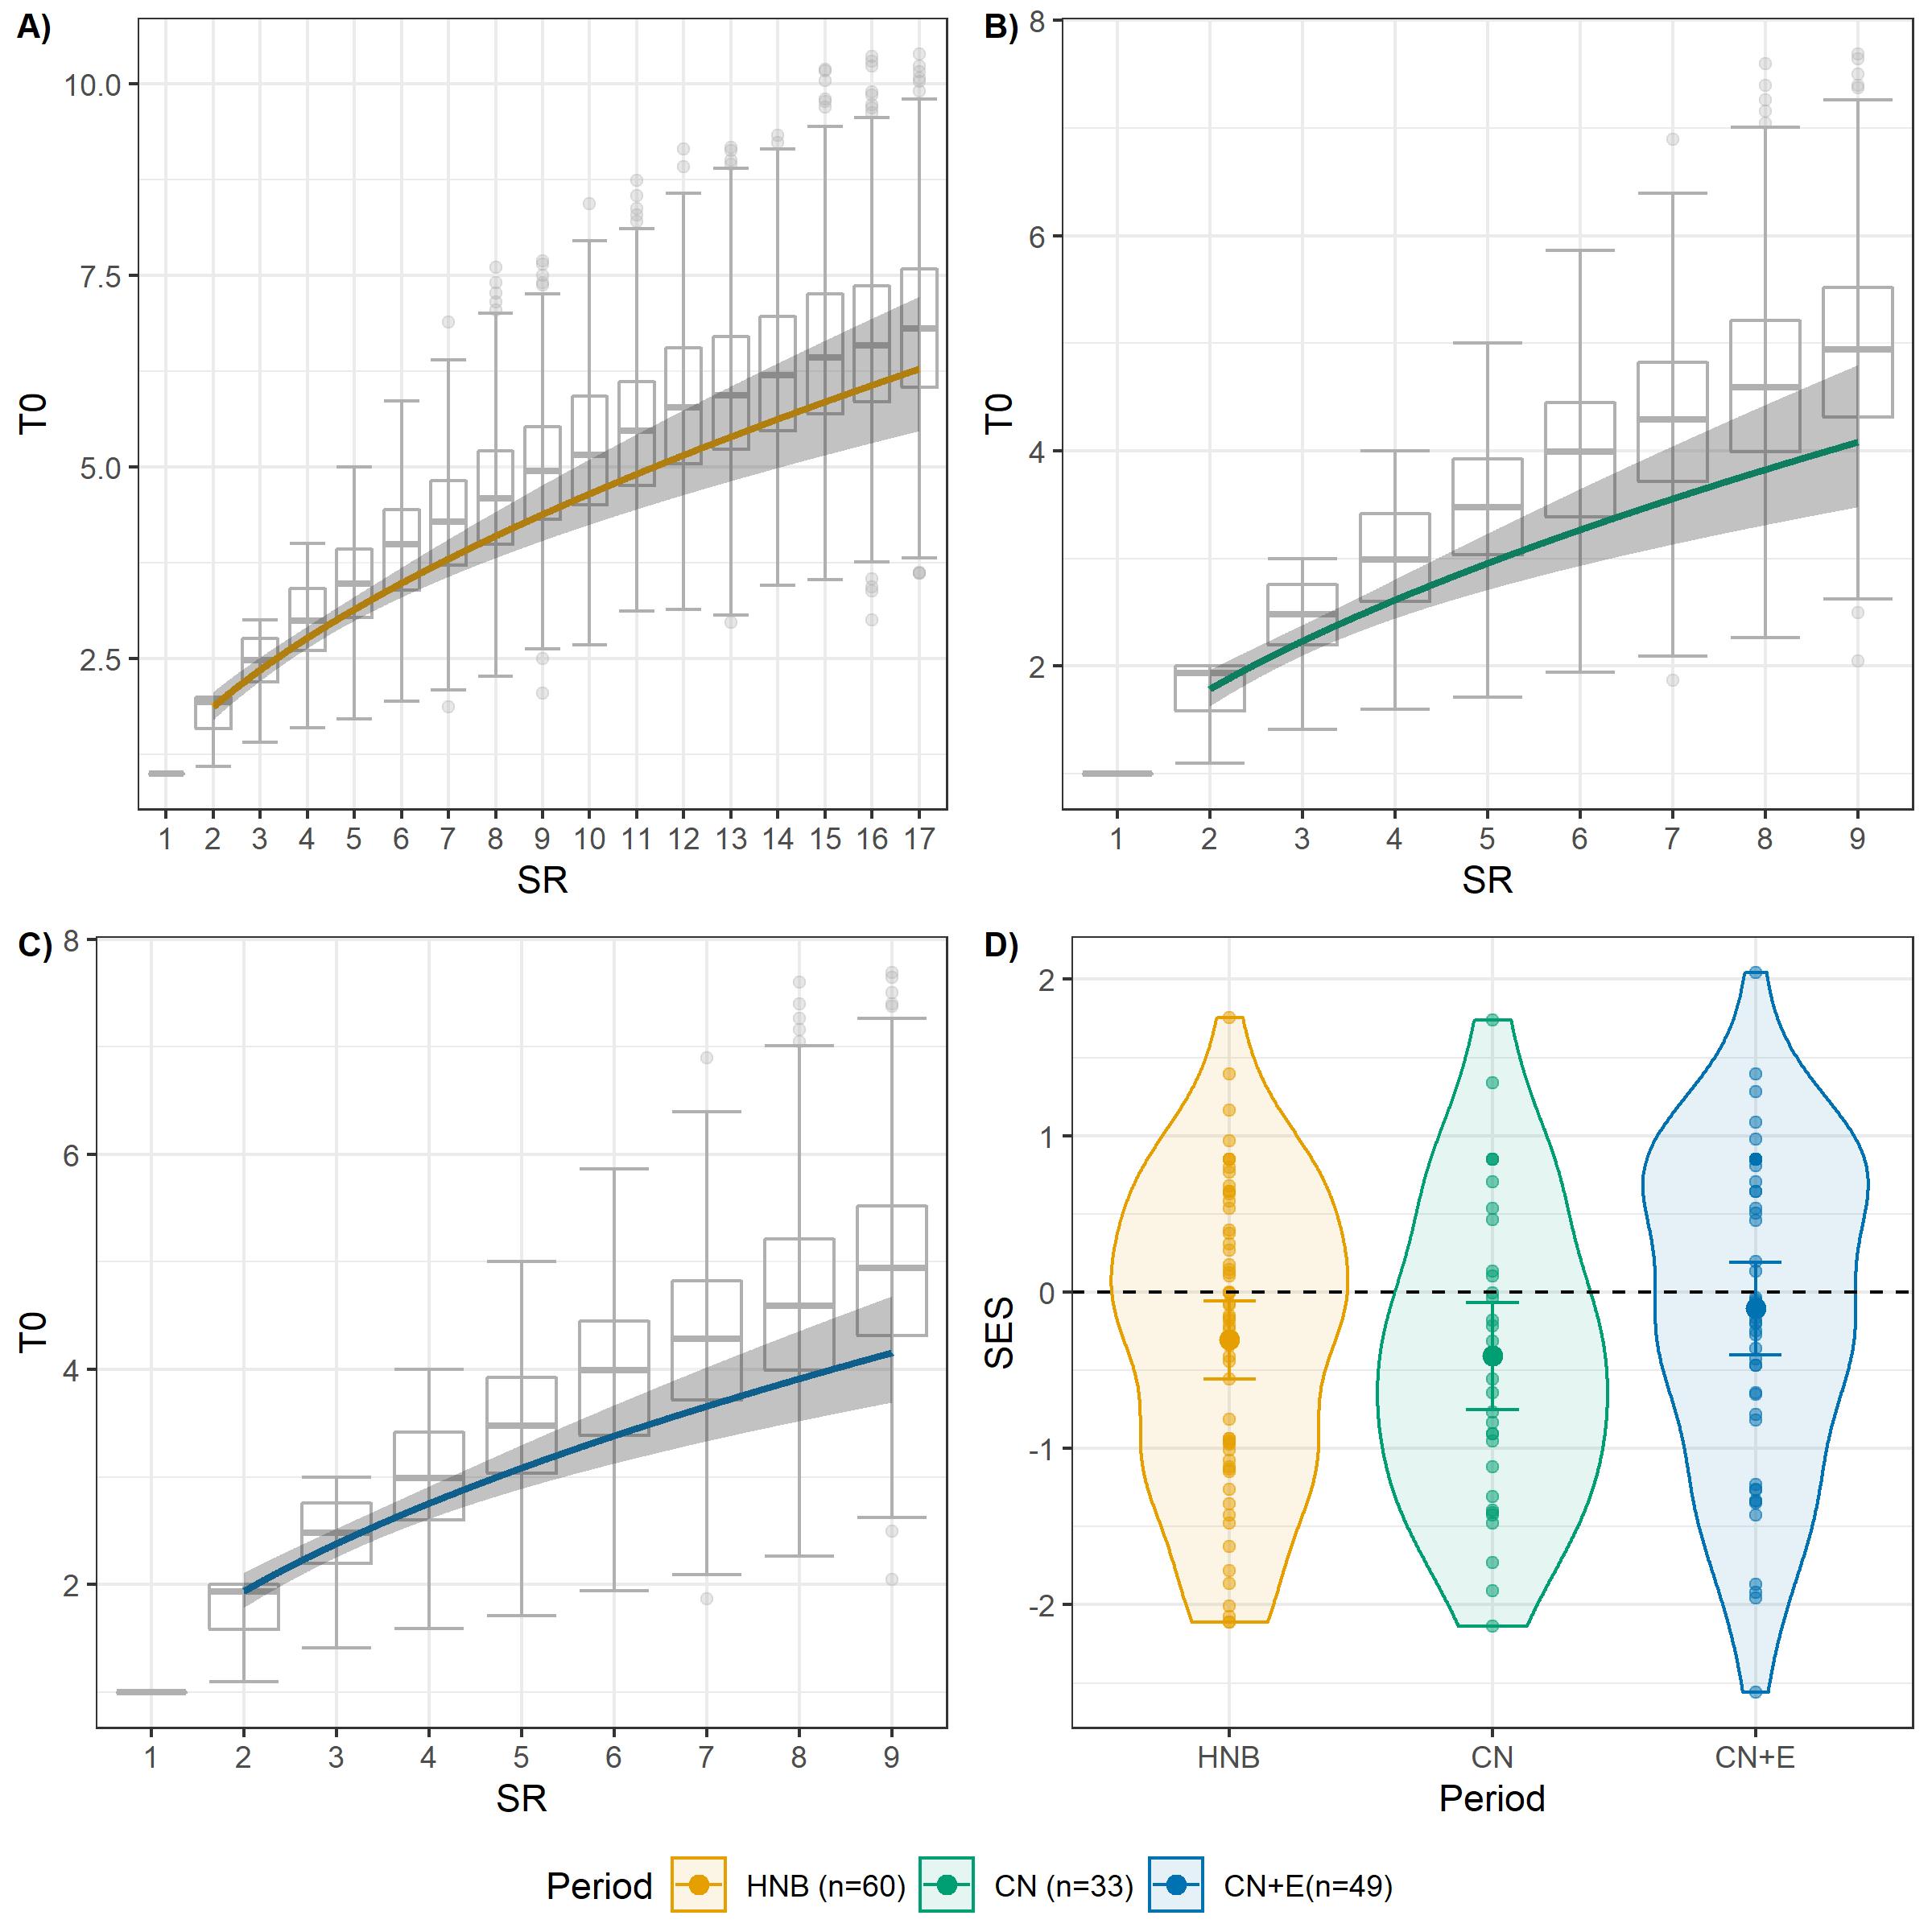 A)
10.0
7.5
5.0
2.5
T0
1 2 3 4 5 6 7 8 9 10 11 12 13 14 15 16 17
SR
B)
8
6
4
2
T0
1 2 3 4 5 6 7 8 9
SR
C)
8
6
4
2
T0
1 2 3 4 5 6 7 8 9
SR
D)
2
1
0
-1
-2
SES
HNB CN CN+E
Period
Period HNB (n=60) CN (n=33) CN+E(n=49)